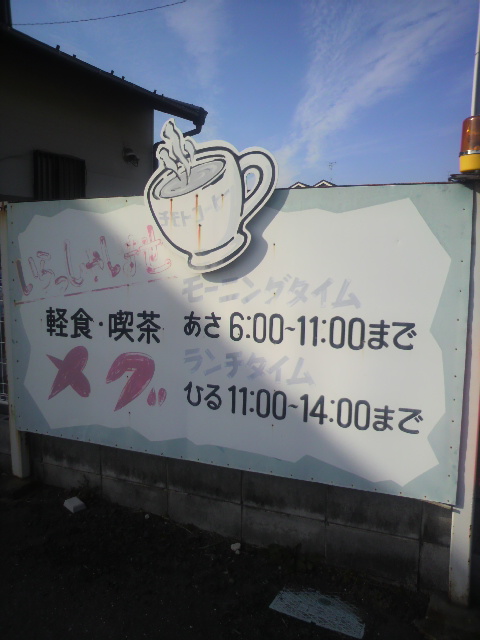 いらっしゃいませ
モーニングタイム
軽食・喫茶
あさ 6:00~11:00まで
メグ
ランチタイム
ひる 11:00~14:00まで